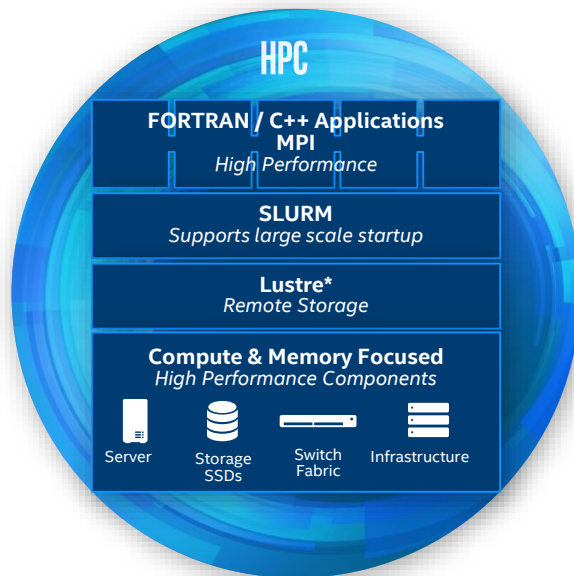 HPC
FORTRAN / C++ Applications
MPI
High Performance
SLURM
Supports large scale startup
Lustre*
Remote Storage
Compute & Memory Focused
High Performance Components
Server
Storage
SSDs
Switch
Fabric
Infrastructure